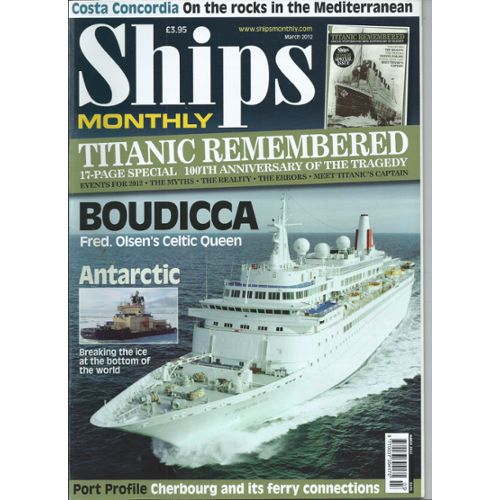 Costa Concordia On the rocks in the Mediterranean
£3.95
www.shipsmonthly.com
March 2012
Ships
MONTHLY
TITANIC REMEMBERED
TITANIC REMEMBERED
17-PAGE SPECIAL 100TH ANNIVERSARY OF THE TRAGEDY
EVENTS FOR 2012 • THE MYTHS • THE REALITY • THE ERRORS • MEET TITANIC'S CAPTAIN
BOUDICCA
Fred. Olsen's Celtic Queen
Antarctic
Breaking the ice
at the bottom of
the world
Port Profile Cherbourg and its ferry connections